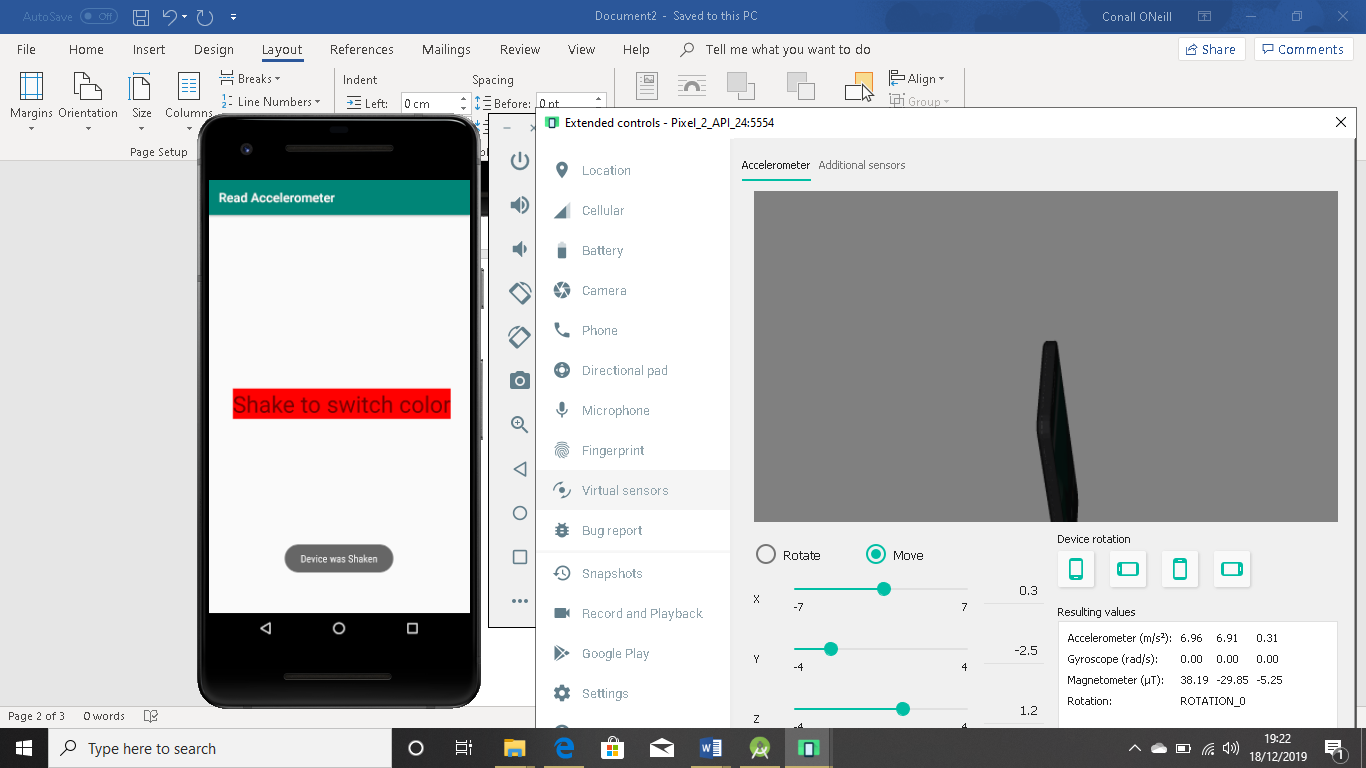 AutoSave Off
Document2 - Saved to this PC
Conall ONeill
File Home Insert Design Layout References Mailings Review View Help Tell me what you want to do
Share Comments
Margins Orientation Size Columns
Breaks
Line Numbers
Page Setup
Indent Spacing
Left: 0 cm Before: 0 pt
Align
Group
Read Accelerometer
Shake to switch color
Device was Shaken
Extended controls - Pixel_2_API_24:5554
Location
Cellular
Battery
Camera
Phone
Directional pad
Microphone
Fingerprint
Virtual sensors
Bug report
Snapshots
Record and Playback
Google Play
Settings
Accelerometer Additional sensors
Rotate Move
X -7 7 0.3
Y -4 4 -2.5
Z -4 4 1.2
Device rotation
Resulting values
Accelerometer (m/s²): 6.96 6.91 0.31
Gyroscope (rad/s): 0.00 0.00 0.00
Magnetometer (μT): 38.19 -29.85 -5.25
Rotation: ROTATION_0
Page 2 of 3 0 words
Type here to search
19:22
18/12/2019
1